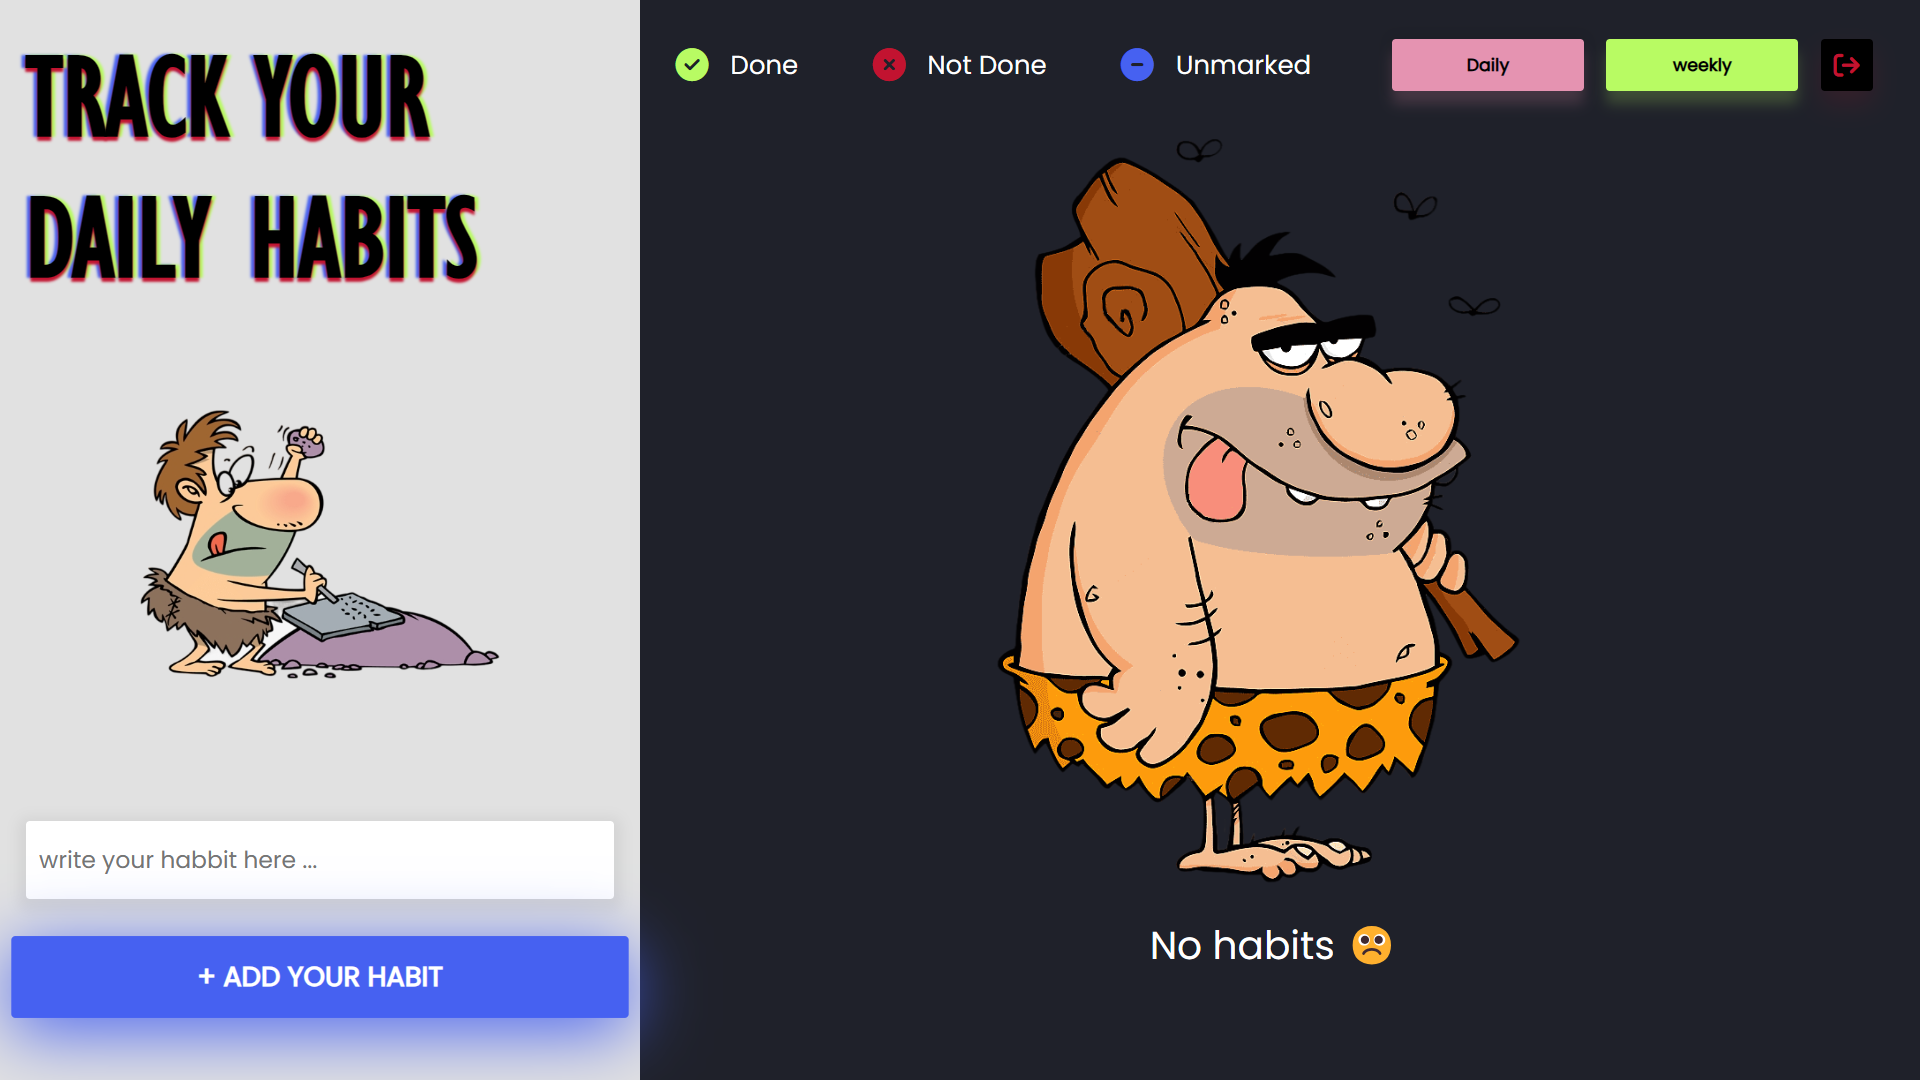 TRACK YOUR
DAILY HABITS
write your habbit here ...
+ ADD YOUR HABIT
Done
Not Done
Unmarked
Daily
weekly
No habits